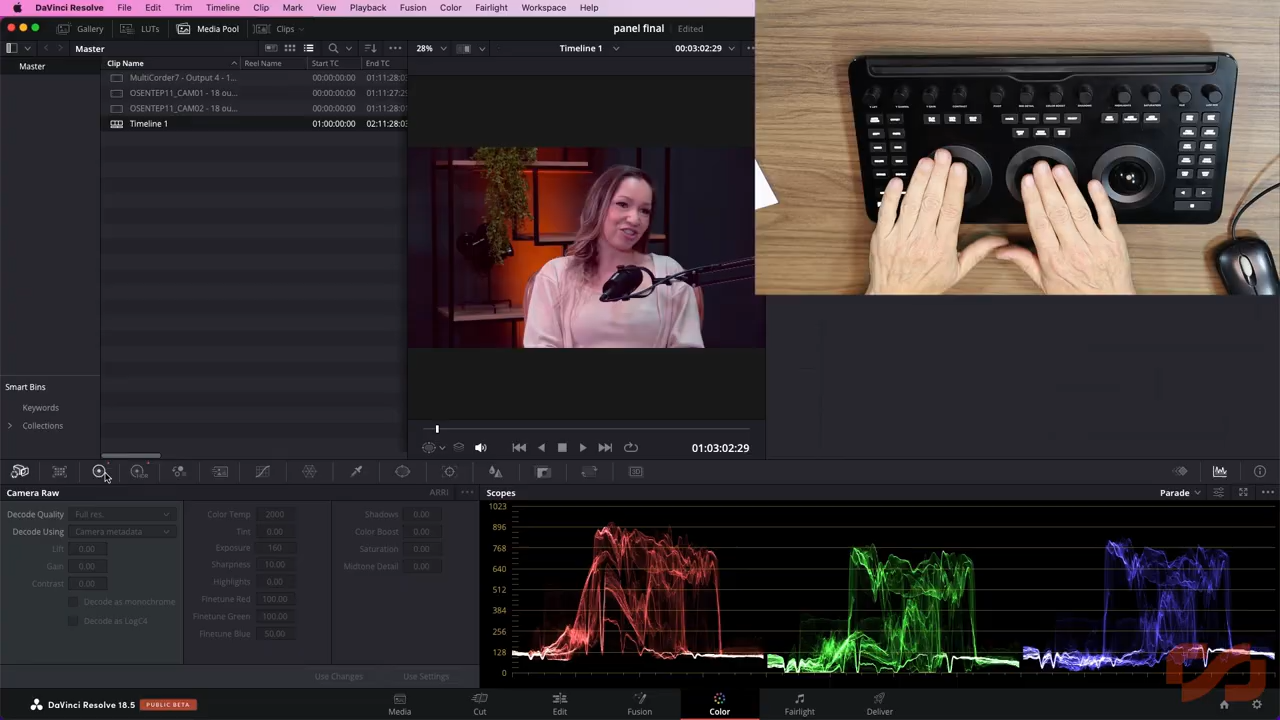 DaVinci Resolve File Edit Trim Timeline Clip Mark View Playback Fusion Color Fairlight Workspace Help
Gallery LUTs Media Pool Clips panel final Edited
Master 28% Timeline 1 00:03:02:29
Master
Clip Name Reel Name Start TC End TC
MultiCorder7 - Output 4 - 1... 00:00:00:00 01:11:28:0
OSENTEP11_CAM01 - 18 ou... 00:00:00:00 01:11:27:2
OSENTEP11_CAM02 - 18 ou... 00:00:00:00 01:11:28:0
Timeline 1 01:00:00:00 02:11:28:0
Smart Bins
Keywords
Collections
01:03:02:29
Camera Raw ARRI
Decode Quality Full res.
Decode Using Camera metadata
Lift 0.00
Gain 0.00
Contrast 0.00
Decode as monochrome
Decode as LogC4
Color Temp 2000
Tint 0.00
Exposure 160
Sharpness 10.00
Highlights 0.00
Finetune Red 100.00
Finetune Green 100.00
Finetune Blue 50.00
Shadows 0.00
Color Boost 0.00
Saturation 0.00
Midtone Detail 0.00
Use Changes Use Settings
Scopes Parade
1023
896
768
640
512
384
256
128
0
DaVinci Resolve 18.5 PUBLIC BETA
Media Cut Edit Fusion Color Fairlight Deliver